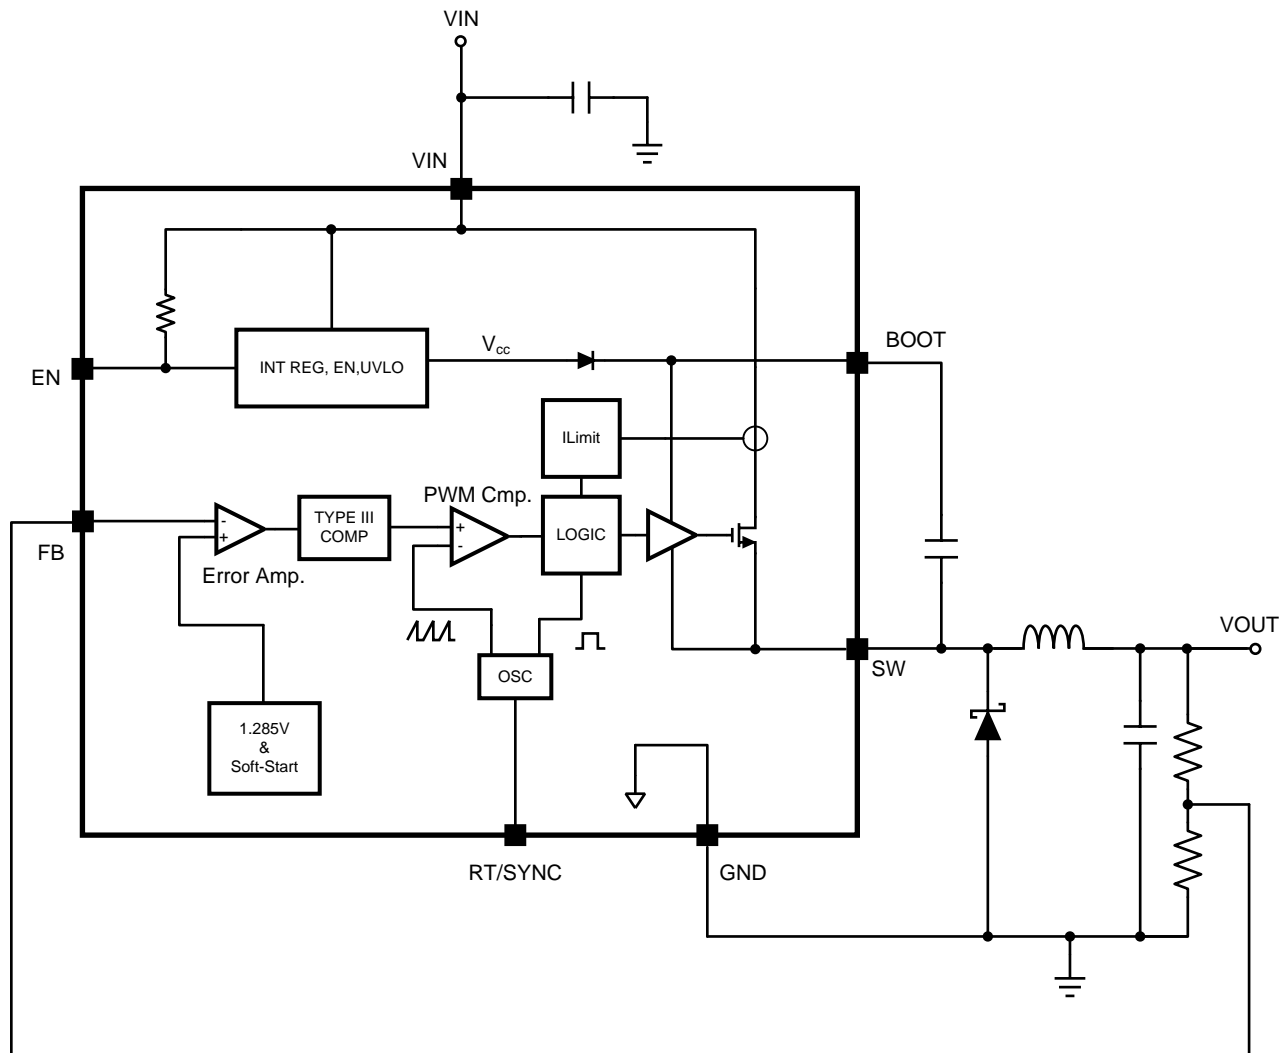 VIN
VIN
BOOT
V_cc
EN
INT REG, EN,UVLO
ILimit
PWM Cmp.
FB
-
+
TYPE III
COMP
+
-
LOGIC
Error Amp.
VOUT
SW
OSC
1.285V
&
Soft-Start
RT/SYNC
GND